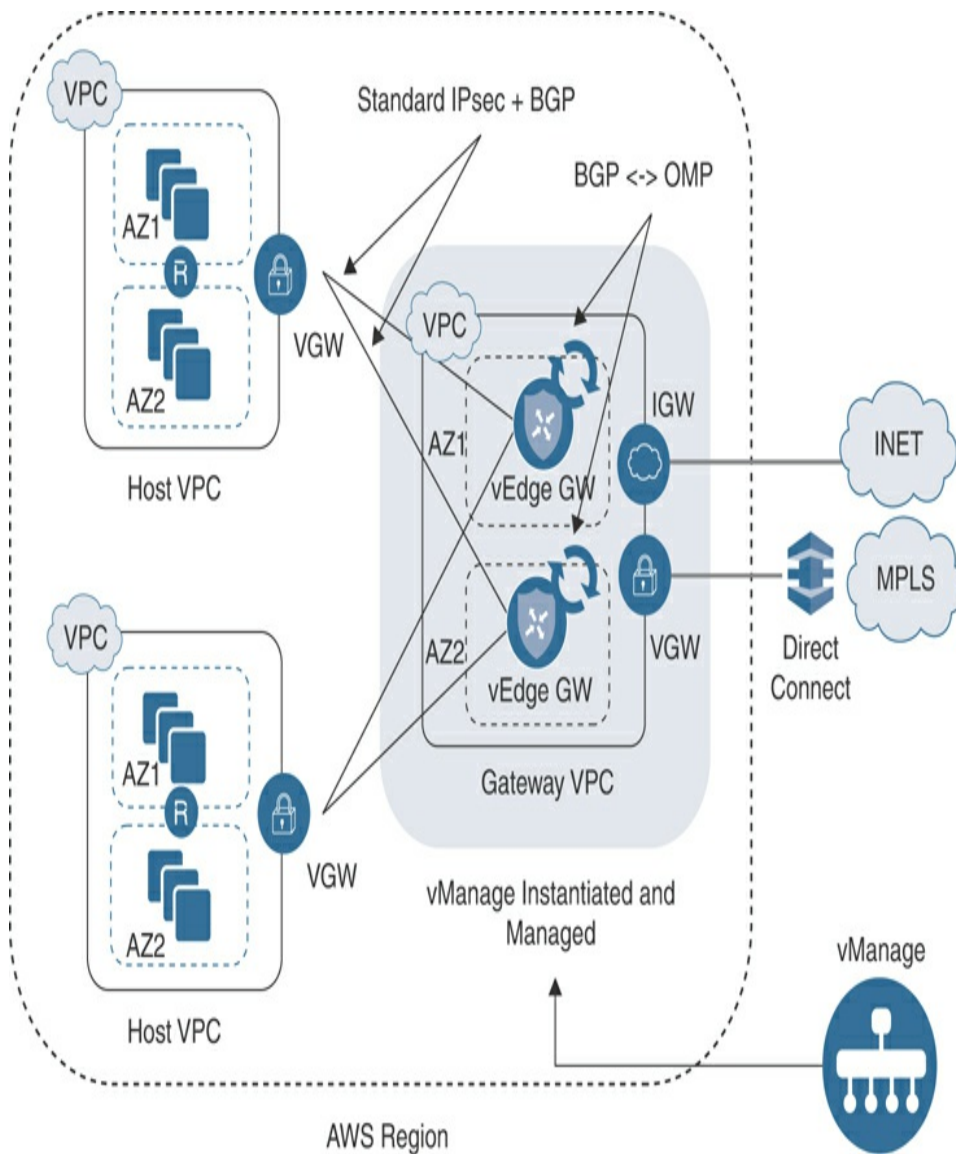 VPC
Standard IPsec + BGP
BGP <-> OMP
AZ1
R
AZ2
VGW
Host VPC
VPC
AZ1
vEdge GW
IGW
INET
AZ2
vEdge GW
VGW
MPLS
Direct
Connect
Gateway VPC
VPC
AZ1
R
AZ2
VGW
Host VPC
vManage Instantiated and
Managed
vManage
AWS Region